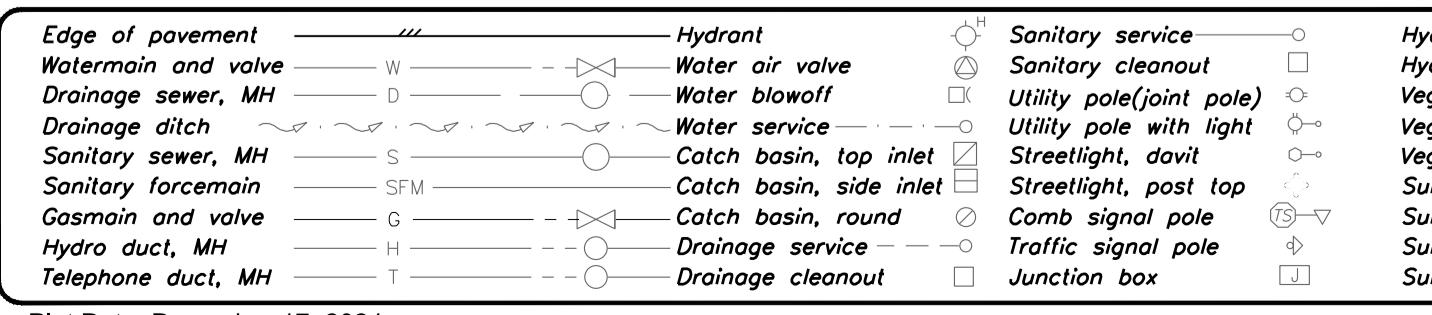 Edge of pavement
Watermain and valve W
Drainage sewer, MH D
Drainage ditch
Sanitary sewer, MH S
Sanitary forcemain SFM
Gasmain and valve G
Hydro duct, MH H
Telephone duct, MH T
Hydrant H
Water air valve
Water blowoff
Water service
Catch basin, top inlet
Catch basin, side inlet
Catch basin, round
Drainage service
Drainage cleanout
Sanitary service
Sanitary cleanout
Utility pole(joint pole)
Utility pole with light
Streetlight, davit
Streetlight, post top
Comb signal pole TS
Traffic signal pole
Junction box J